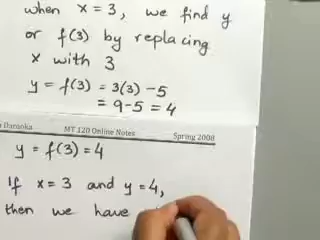 when x = 3, we find y
or f(3) by replacing
x with 3
y = f(3) = 3(3) - 5
= 9 - 5 = 4
MT 120 Online Notes
Spring 2008
y = f(3) = 4
If x = 3 and y = 4,
then we have